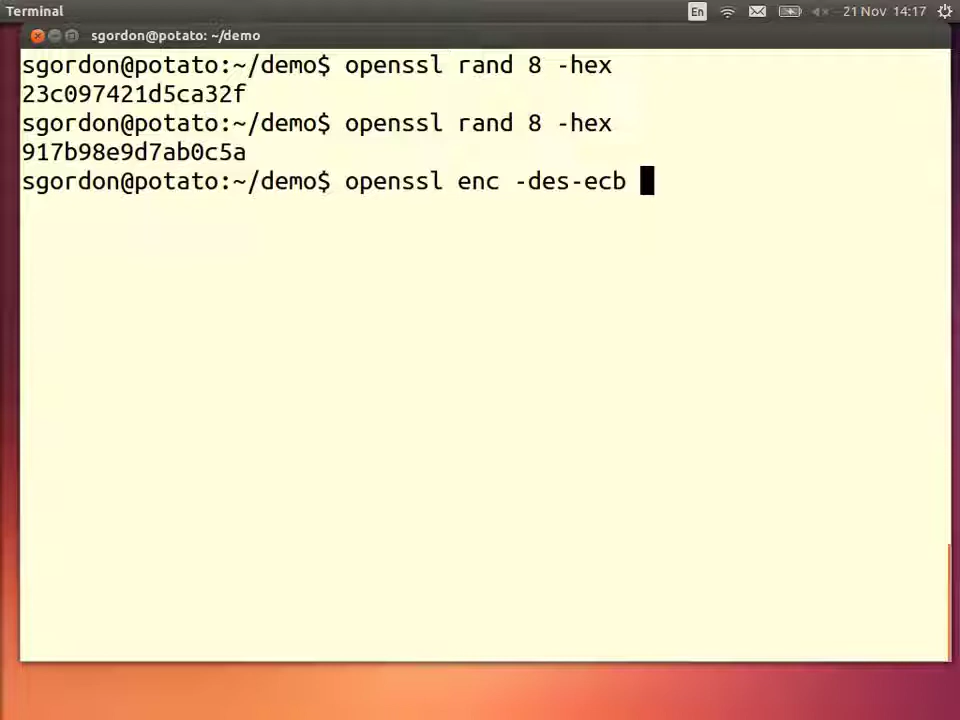 Terminal
En
21 Nov 14:17
sgordon@potato: ~/demo
sgordon@potato:~/demo$ openssl rand 8 -hex
23c097421d5ca32f
sgordon@potato:~/demo$ openssl rand 8 -hex
917b98e9d7ab0c5a
sgordon@potato:~/demo$ openssl enc -des-ecb